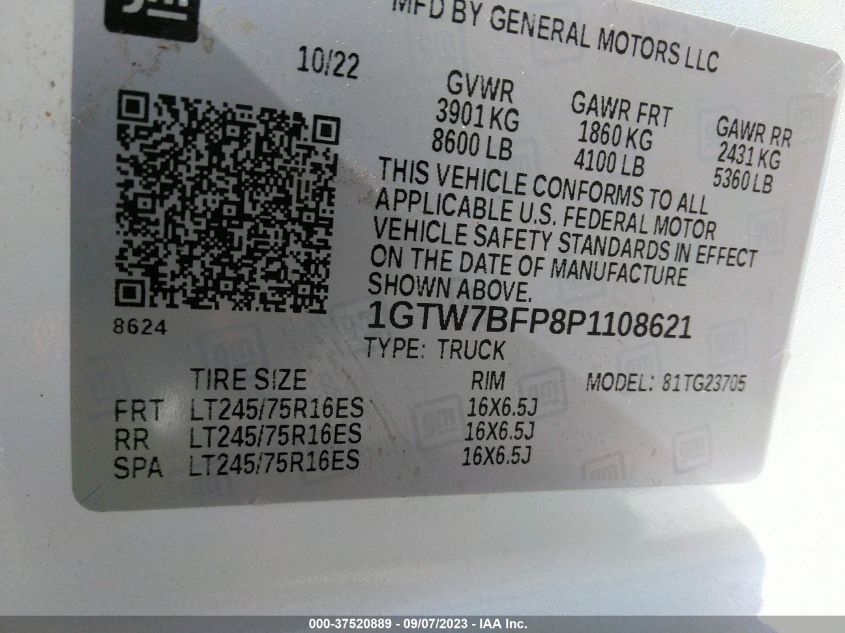 gm
MFD BY GENERAL MOTORS LLC
10/22
GVWR
3901 KG
8600 LB
GAWR FRT
1860 KG
4100 LB
GAWR RR
2431 KG
5360 LB
THIS VEHICLE CONFORMS TO ALL
APPLICABLE U.S. FEDERAL MOTOR
VEHICLE SAFETY STANDARDS IN EFFECT
ON THE DATE OF MANUFACTURE
SHOWN ABOVE.
8624
1GTW7BFP8P1108621
TYPE: TRUCK
TIRE SIZE RIM MODEL: 81TG23705
FRT LT245/75R16ES 16X6.5J
RR LT245/75R16ES 16X6.5J
SPA LT245/75R16ES 16X6.5J
000-37520889 - 09/07/2023 - IAA Inc.